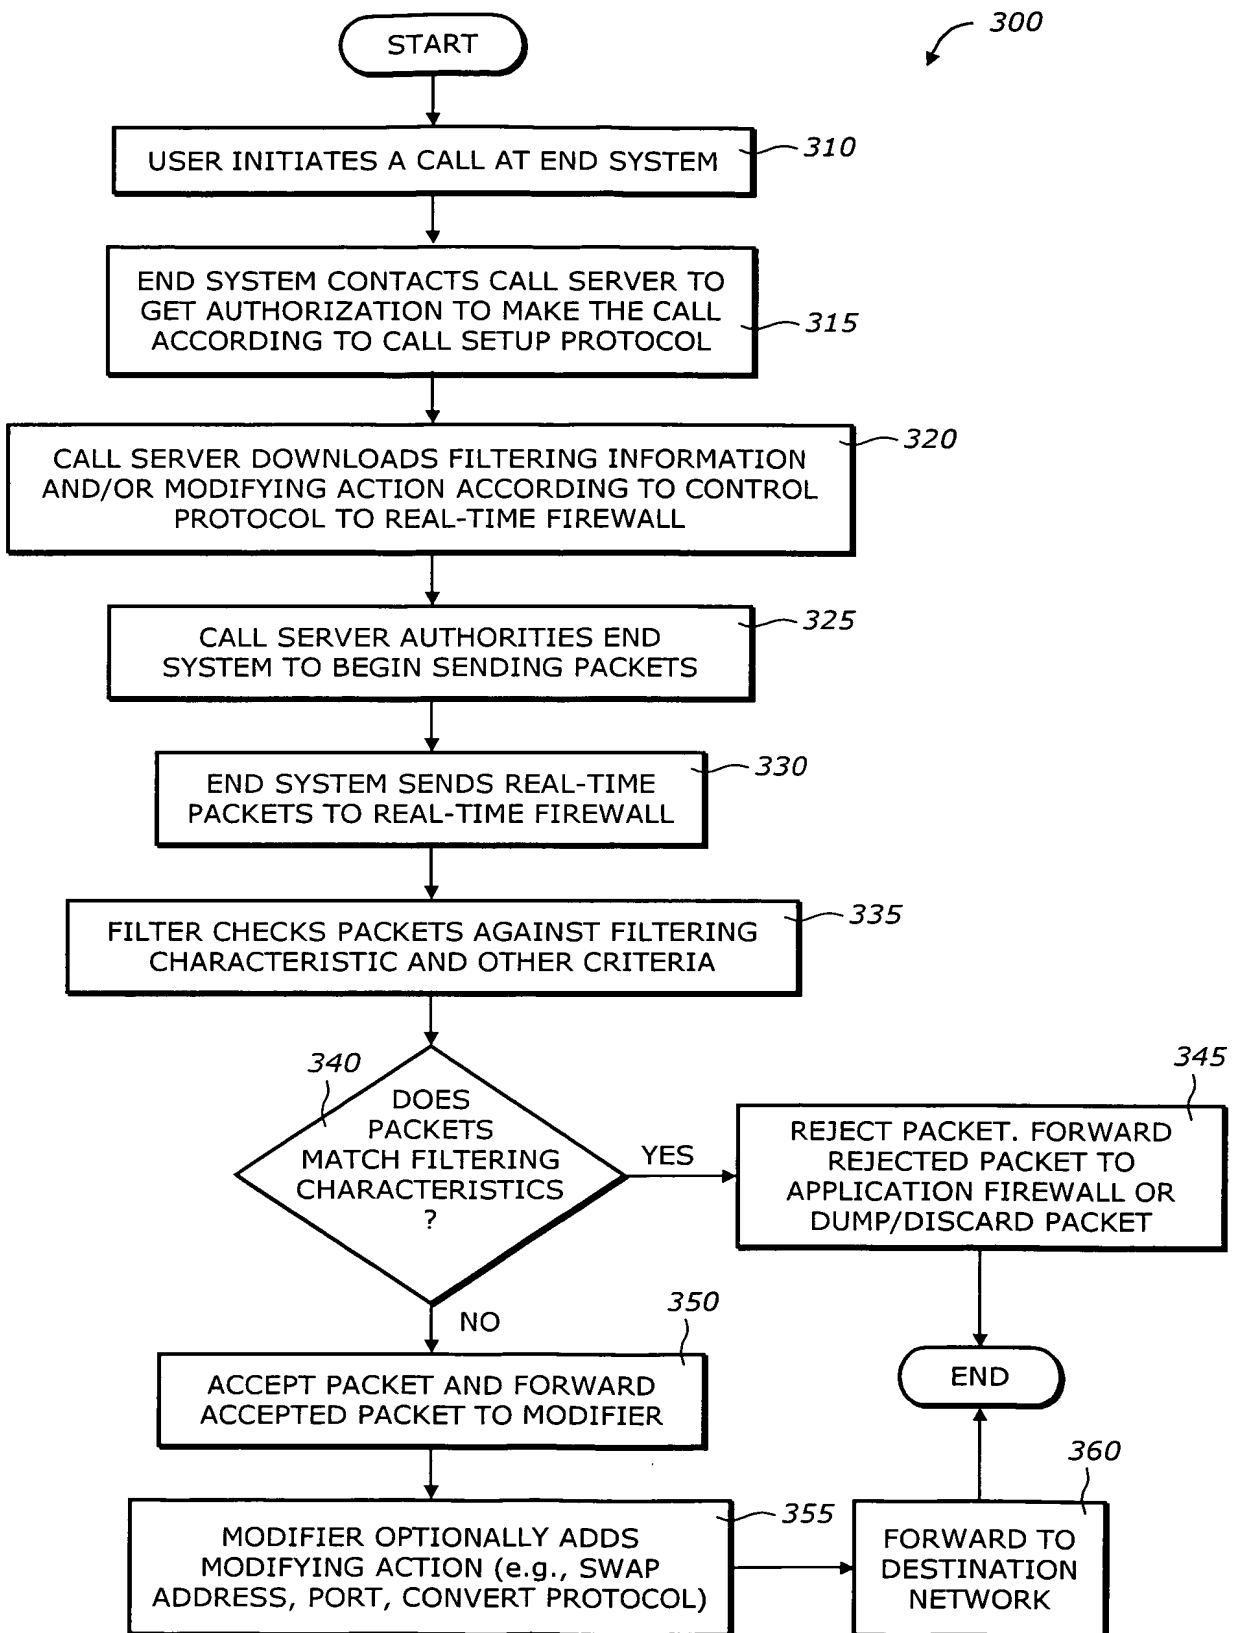 START
300
USER INITIATES A CALL AT END SYSTEM
310
END SYSTEM CONTACTS CALL SERVER TO
GET AUTHORIZATION TO MAKE THE CALL
ACCORDING TO CALL SETUP PROTOCOL
315
CALL SERVER DOWNLOADS FILTERING INFORMATION
AND/OR MODIFYING ACTION ACCORDING TO CONTROL
PROTOCOL TO REAL-TIME FIREWALL
320
CALL SERVER AUTHORITIES END
SYSTEM TO BEGIN SENDING PACKETS
325
END SYSTEM SENDS REAL-TIME
PACKETS TO REAL-TIME FIREWALL
330
FILTER CHECKS PACKETS AGAINST FILTERING
CHARACTERISTIC AND OTHER CRITERIA
335
340
DOES
PACKETS
MATCH FILTERING
CHARACTERISTICS
?
YES
345
REJECT PACKET. FORWARD
REJECTED PACKET TO
APPLICATION FIREWALL OR
DUMP/DISCARD PACKET
NO
350
ACCEPT PACKET AND FORWARD
ACCEPTED PACKET TO MODIFIER
END
355
MODIFIER OPTIONALLY ADDS
MODIFYING ACTION (e.g., SWAP
ADDRESS, PORT, CONVERT PROTOCOL)
360
FORWARD TO
DESTINATION
NETWORK